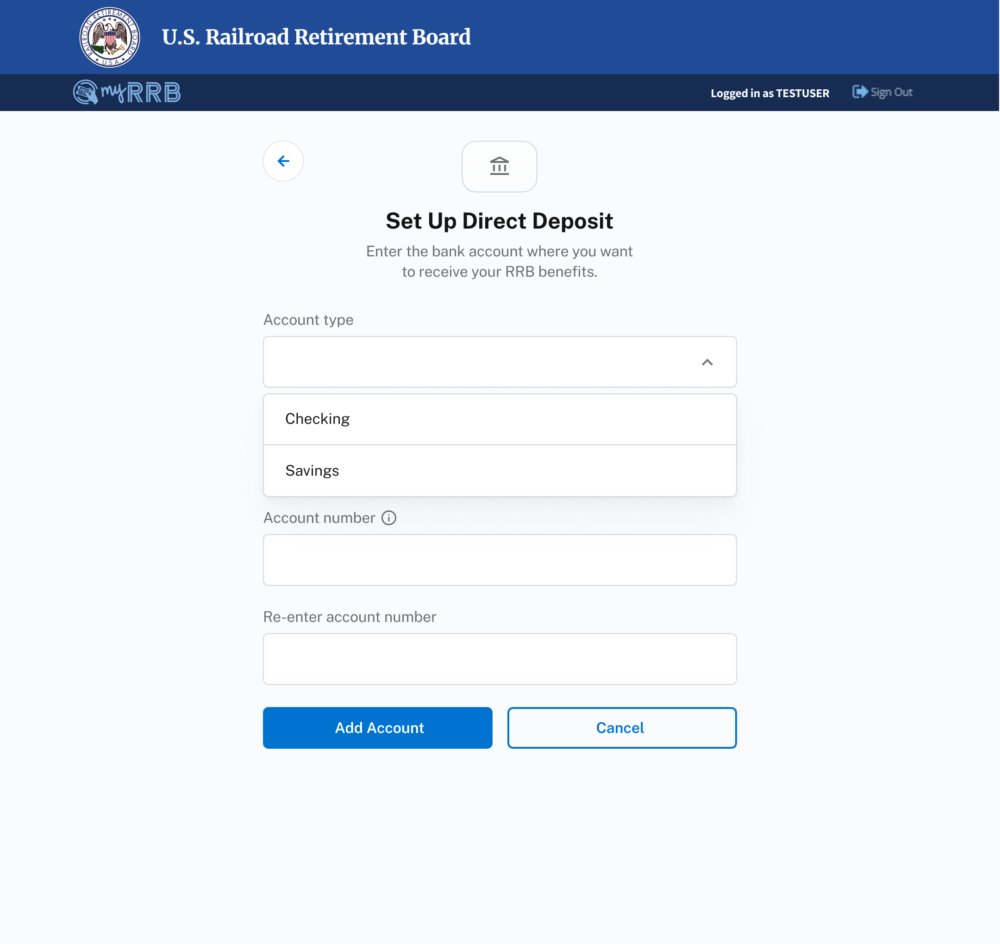 RAILROAD RETIREMENT BOARD
U.S.A.
U.S. Railroad Retirement Board
myRRB
Logged in as TESTUSER
Sign Out
Set Up Direct Deposit
Enter the bank account where you want
to receive your RRB benefits.
Account type
Checking
Savings
Account number
Re-enter account number
Add Account
Cancel